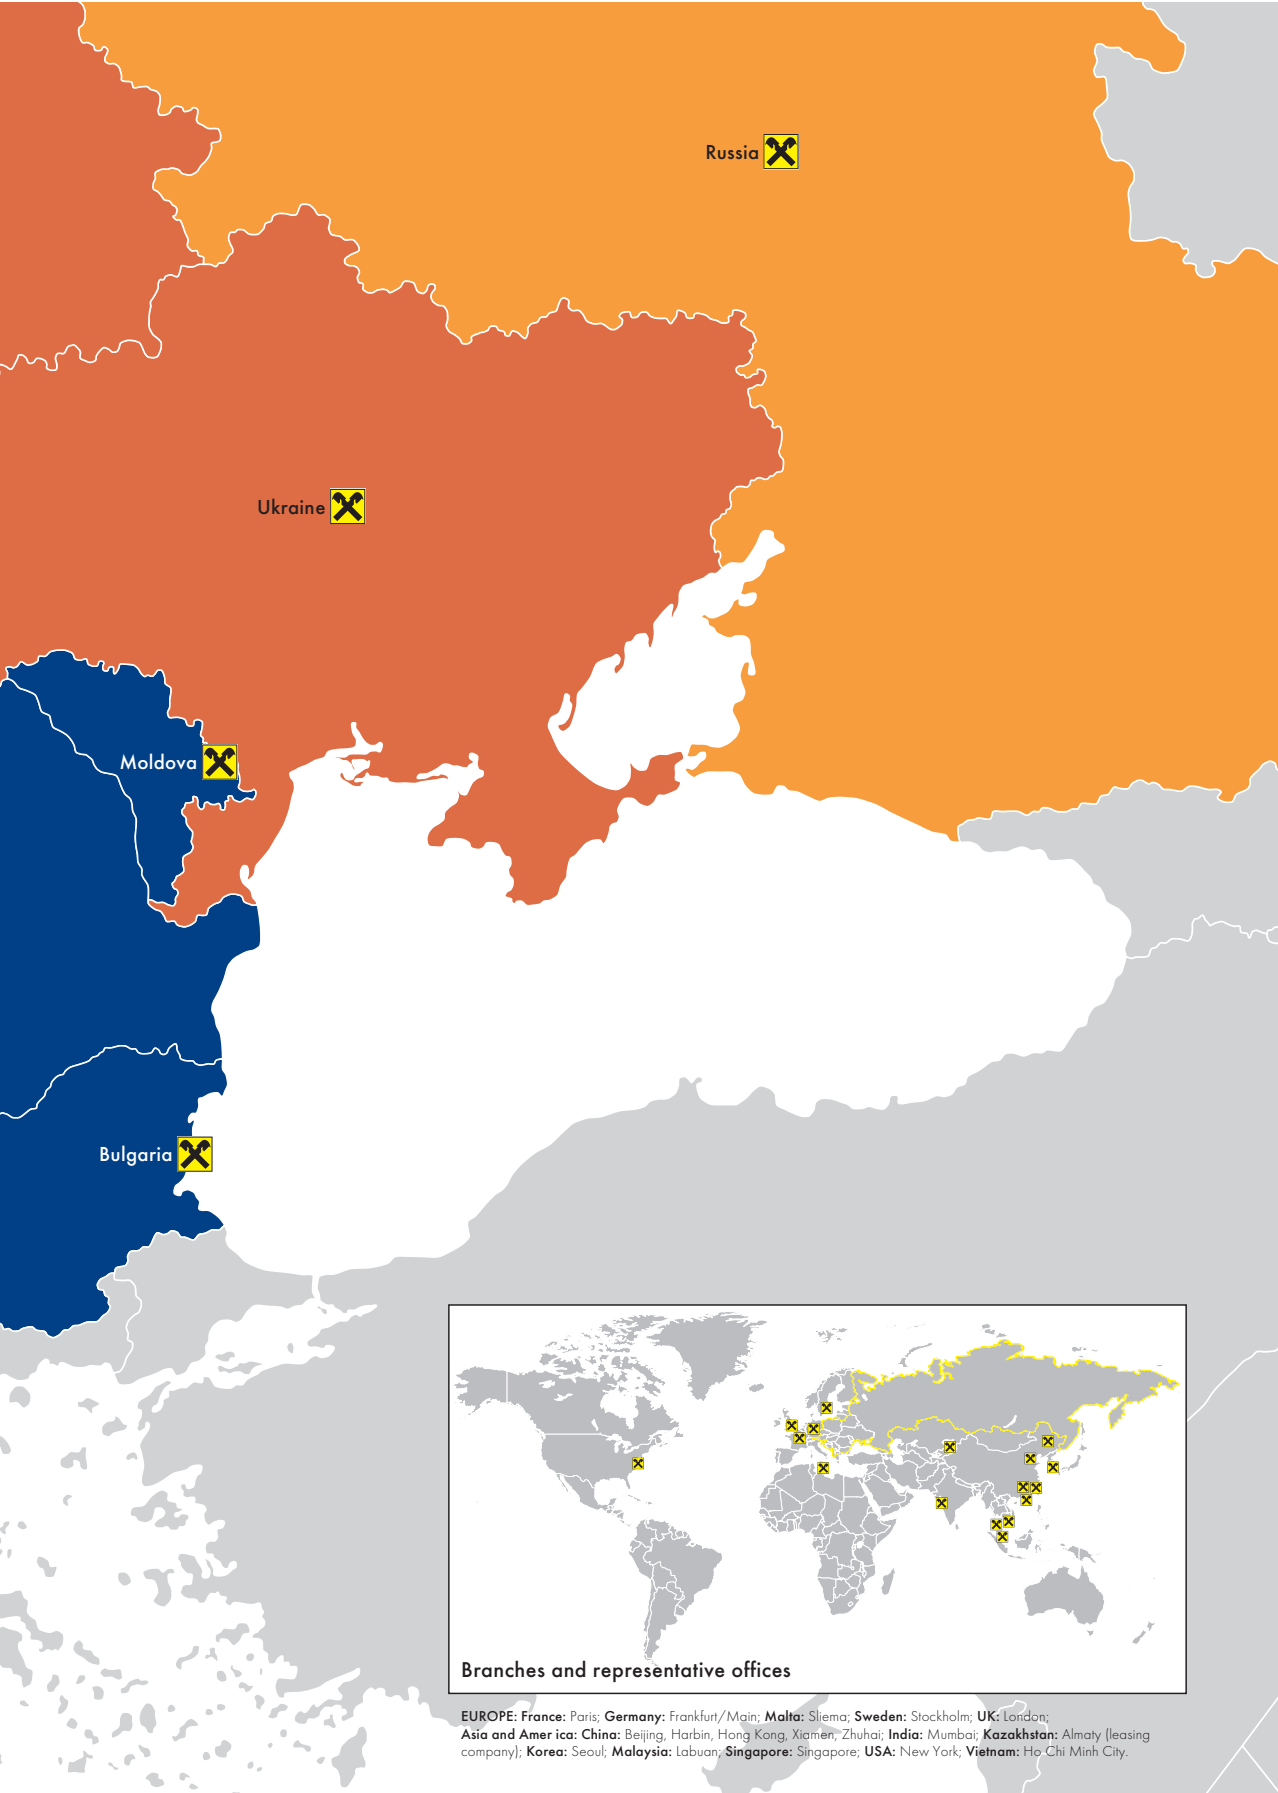 Russia
Ukraine
Moldova
Bulgaria
Branches and representative offices
EUROPE: France: Paris; Germany: Frankfurt/Main; Malta: Sliema; Sweden: Stockholm; UK: London;
Asia and Amer ica: China: Beijing, Harbin, Hong Kong, Xiamen, Zhuhai; India: Mumbai; Kazakhstan: Almaty (leasing
company); Korea: Seoul; Malaysia: Labuan; Singapore: Singapore; USA: New York; Vietnam: Ho Chi Minh City.